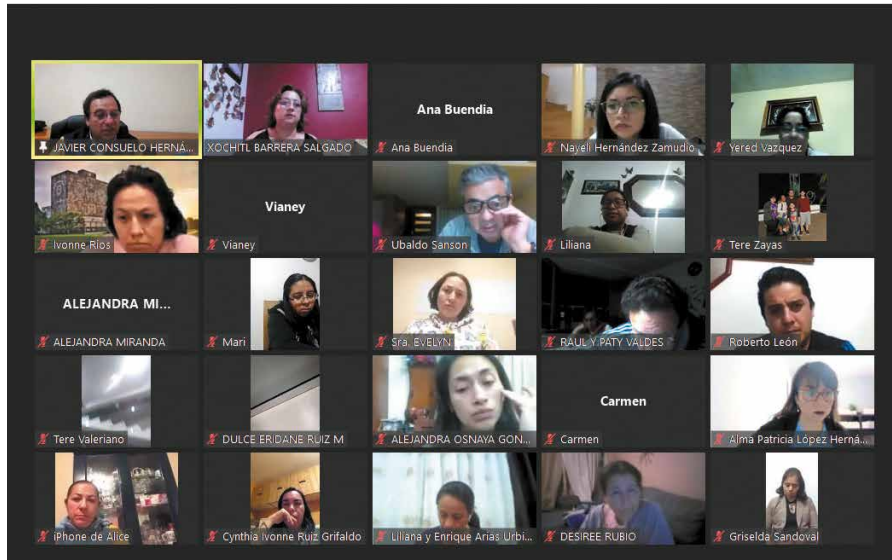 JAVIER CONSUELO HERNÁ...
XOCHITL BARRERA SALGADO
Ana Buendia
Ana Buendia
Nayeli Hernández Zamudio
Yered Vazquez
Ivonne Ríos
Vianey
Vianey
Ubaldo Sanson
Liliana
Tere Zayas
ALEJANDRA MI...
ALEJANDRA MIRANDA
Mari
Sra. EvELYN
RAUL Y PATY VALDES
Roberto León
Tere Valeriano
DULCE ERIDANE RUIZ M
ALEJANDRA OSNAYA GON...
Carmen
Carmen
Alma Patricia López Herná...
iPhone de Alice
Cynthia Ivonne Ruiz Grifaldo
Liliana y Enrique Arias Urbi...
DESIREE RUBIO
Griselda Sandoval